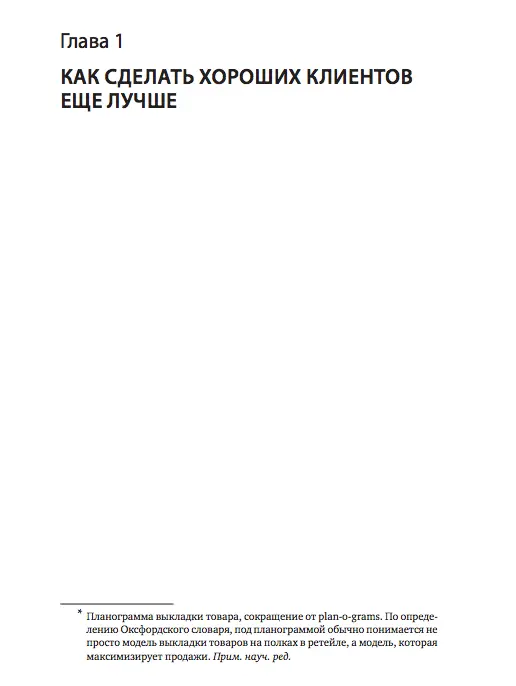 Глава 1
КАК СДЕЛАТЬ ХОРОШИХ КЛИЕНТОВ
ЕЩЕ ЛУЧШЕ
* Планограмма выкладки товара, сокращение от plan-o-grams. По опреде-
лению Оксфордского словаря, под планограммой обычно понимается не
просто модель выкладки товаров на полках в ретейле, а модель, которая
максимизирует продажи. Прим. науч. ред.